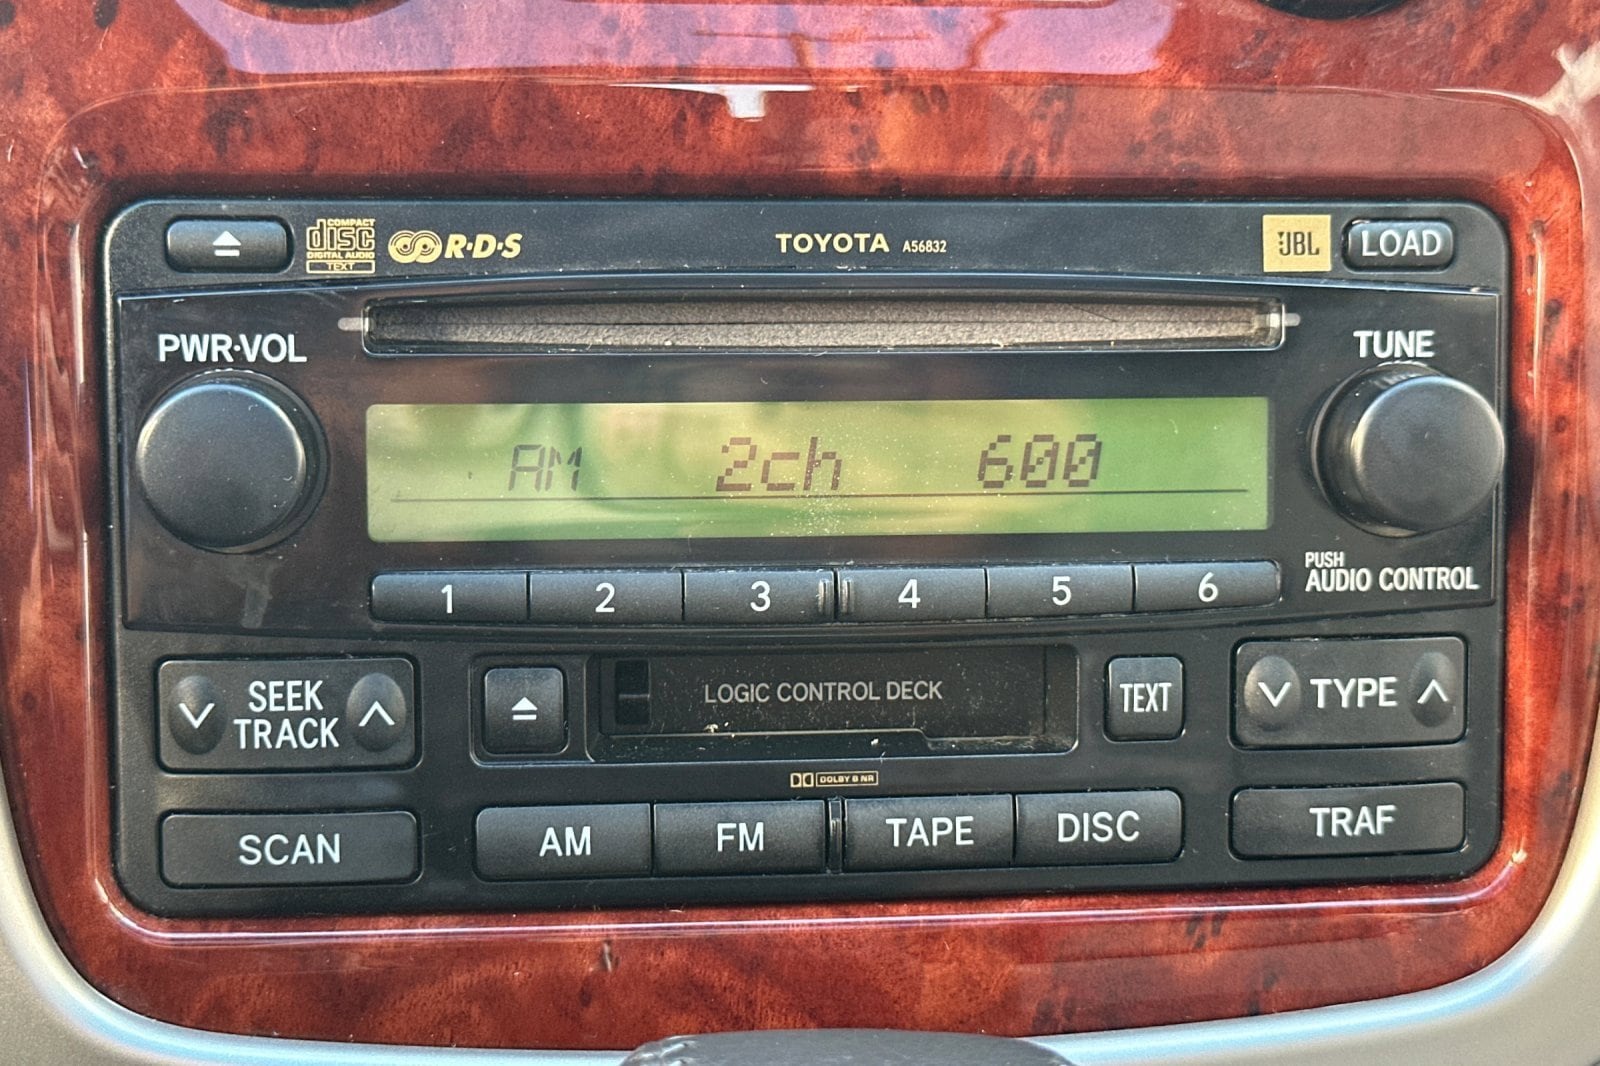 COMPACT
disc
DIGITAL AUDIO
TEXT
R·D·S
TOYOTA A56832
JBL
LOAD
PWR·VOL
TUNE
AM 2ch 600
PUSH
AUDIO CONTROL
1 2 3 4 5 6
SEEK
TRACK
LOGIC CONTROL DECK
TEXT
TYPE
DOLBY B NR
SCAN
AM FM TAPE DISC
TRAF